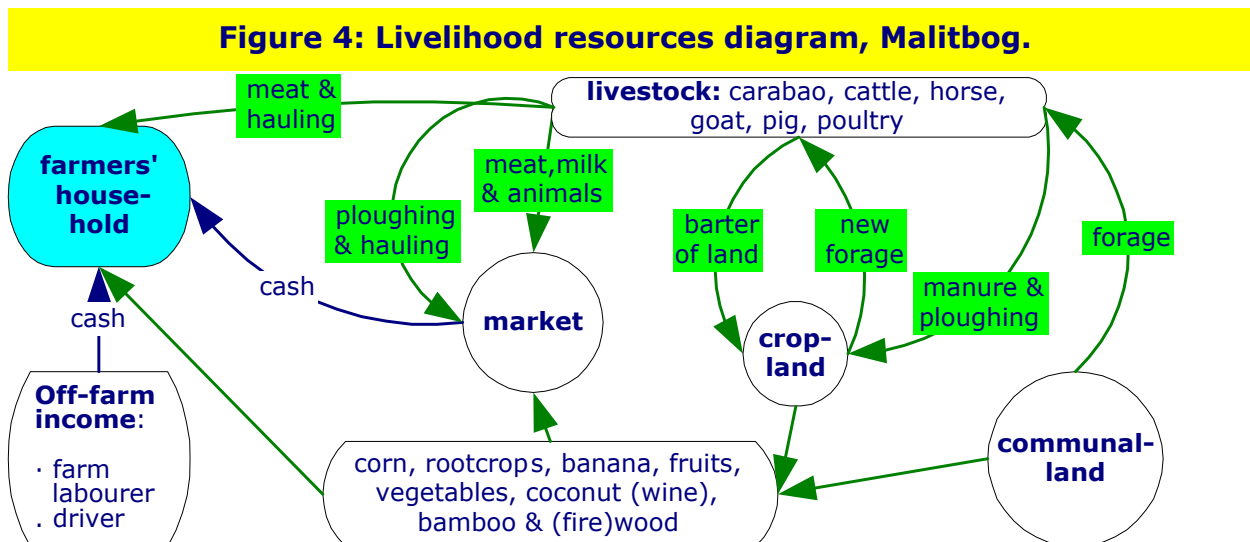 Figure 4: Livelihood resources diagram, Malitbog.
meat &
hauling
livestock: carabao, cattle, horse,
goat, pig, poultry
farmers'
house-
hold
meat,milk
& animals
ploughing
& hauling
barter
of land
new
forage
forage
manure &
ploughing
cash
cash
market
crop-
land
Off-farm
income:
· farm
labourer
. driver
corn, rootcrops, banana, fruits,
vegetables, coconut (wine),
bamboo & (fire)wood
communal-
land